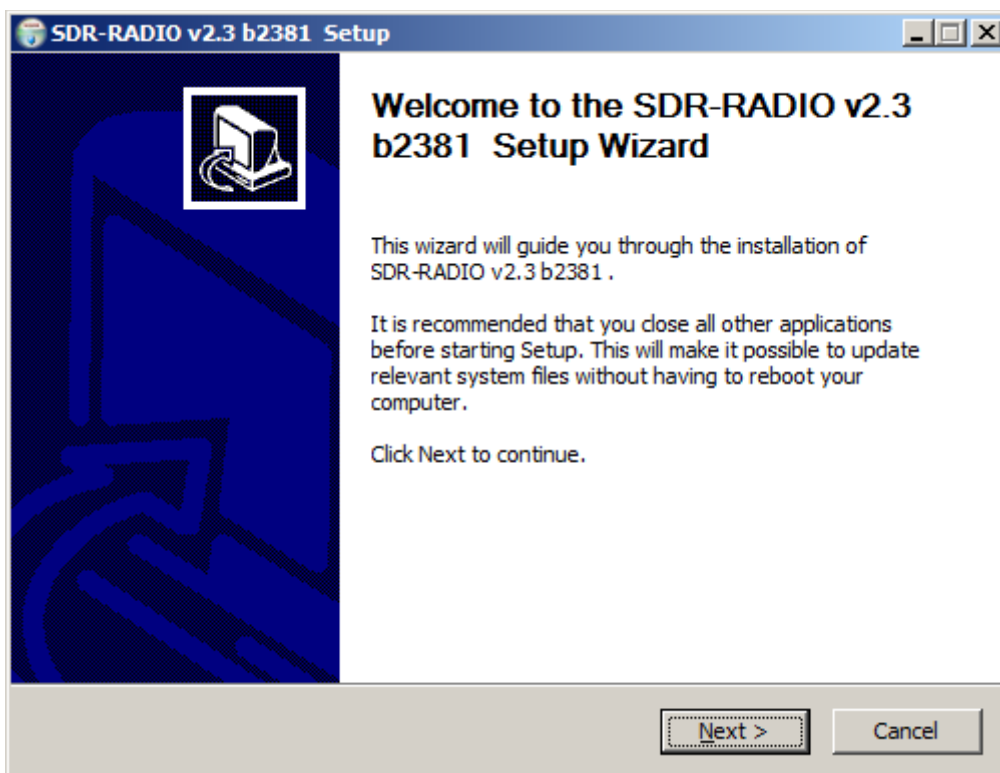 SDR-RADIO v2.3 b2381  Setup
Welcome to the SDR-RADIO v2.3
b2381  Setup Wizard
This wizard will guide you through the installation of
SDR-RADIO v2.3 b2381 .
It is recommended that you close all other applications
before starting Setup. This will make it possible to update
relevant system files without having to reboot your
computer.
Click Next to continue.
Next >
Cancel